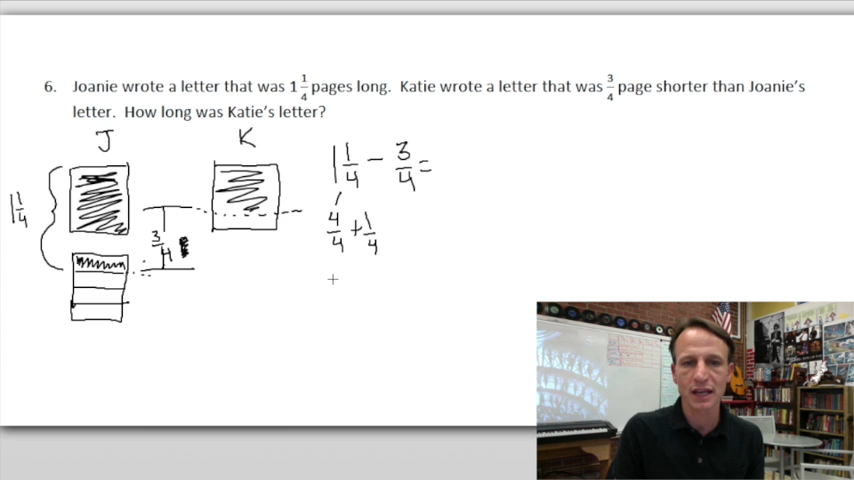 6. Joanie wrote a letter that was 1 1/4 pages long. Katie wrote a letter that was 3/4 page shorter than Joanie's
letter. How long was Katie's letter?
J K
1 1/4 - 3/4 =
1 1/4
4/4 + 1/4
3/4
+